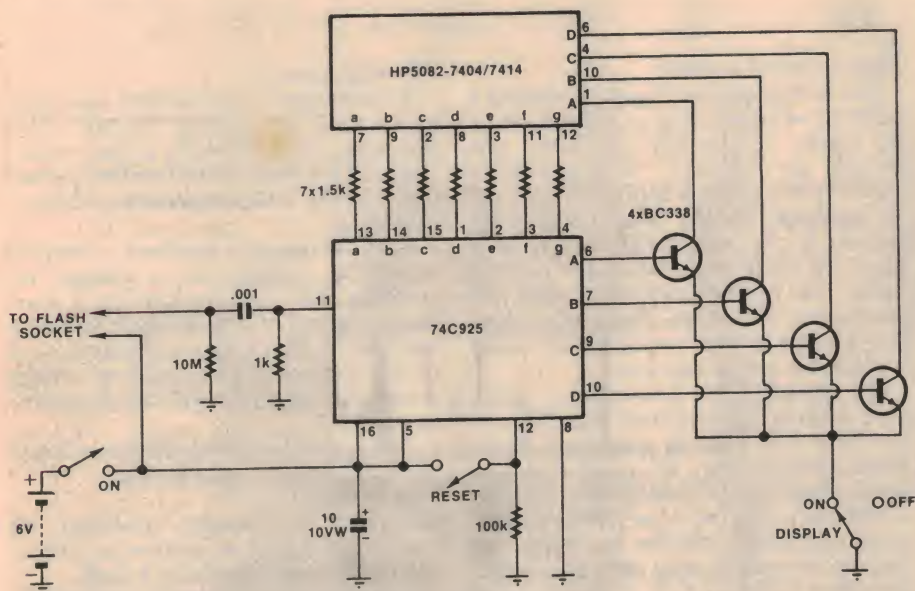 HP5082-7404/7414
D 6
C 4
B 10
A 1
a b c d e f g
7 9 2 8 3 11 12
7x1.5k
4xBC338
13 14 15 1 2 3 4
a b c d e f g
A 6
B 7
C 9
D 10
74C925
11
.001
TO FLASH
SOCKET
10M
1k
16 5 12 8
+
ON
6V
-
RESET
10
10VW
+
-
100k
ON OFF
DISPLAY